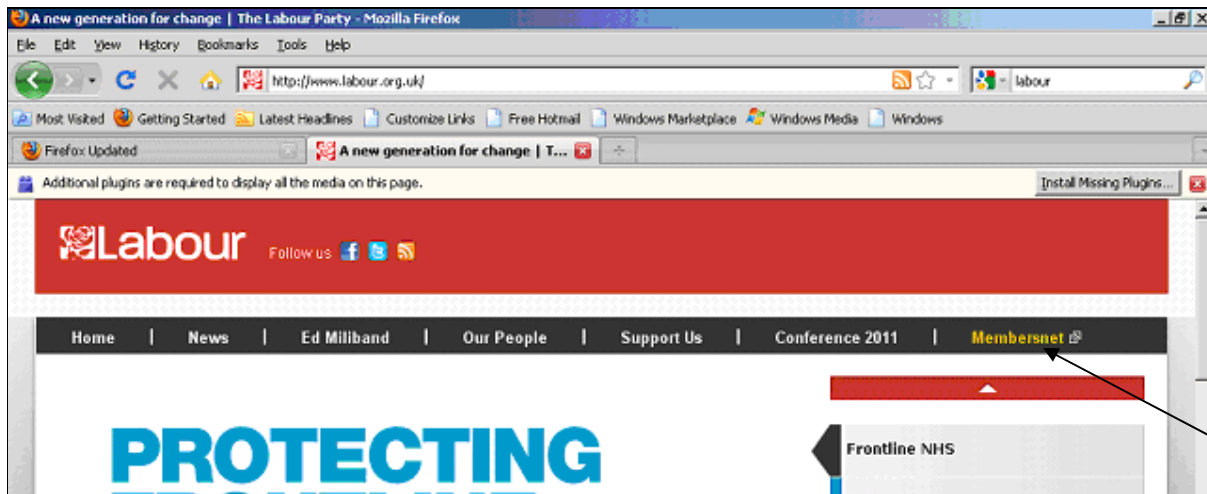 A new generation for change | The Labour Party - Mozilla Firefox
File Edit View History Bookmarks Tools Help
http://www.labour.org.uk/ labour
Most Visited Getting Started Latest Headlines Customize Links Free Hotmail Windows Marketplace Windows Media Windows
Firefox Updated A new generation for change | T...
Additional plugins are required to display all the media on this page. Install Missing Plugins...
Labour Follow us
Home | News | Ed Miliband | Our People | Support Us | Conference 2011 | Membersnet
PROTECTING
Frontline NHS